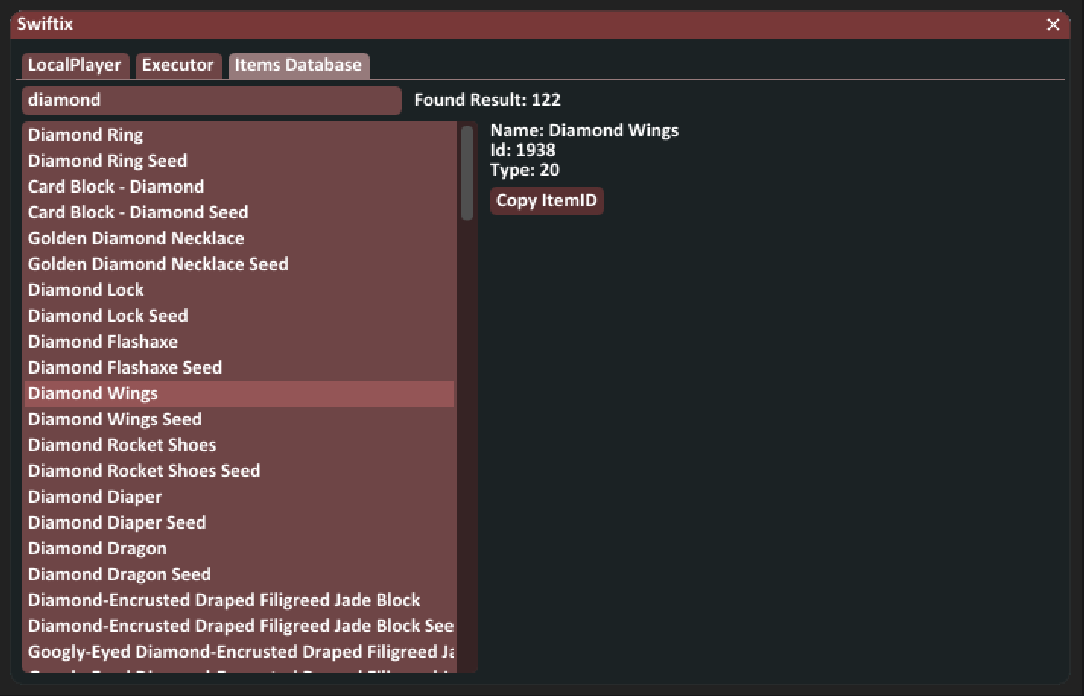 Swiftix
LocalPlayer Executor Items Database
diamond Found Result: 122
Diamond Ring
Diamond Ring Seed
Card Block - Diamond
Card Block - Diamond Seed
Golden Diamond Necklace
Golden Diamond Necklace Seed
Diamond Lock
Diamond Lock Seed
Diamond Flashaxe
Diamond Flashaxe Seed
Diamond Wings
Diamond Wings Seed
Diamond Rocket Shoes
Diamond Rocket Shoes Seed
Diamond Diaper
Diamond Diaper Seed
Diamond Dragon
Diamond Dragon Seed
Diamond-Encrusted Draped Filigreed Jade Block
Diamond-Encrusted Draped Filigreed Jade Block See
Googly-Eyed Diamond-Encrusted Draped Filigreed Ja
Name: Diamond Wings
Id: 1938
Type: 20
Copy ItemID